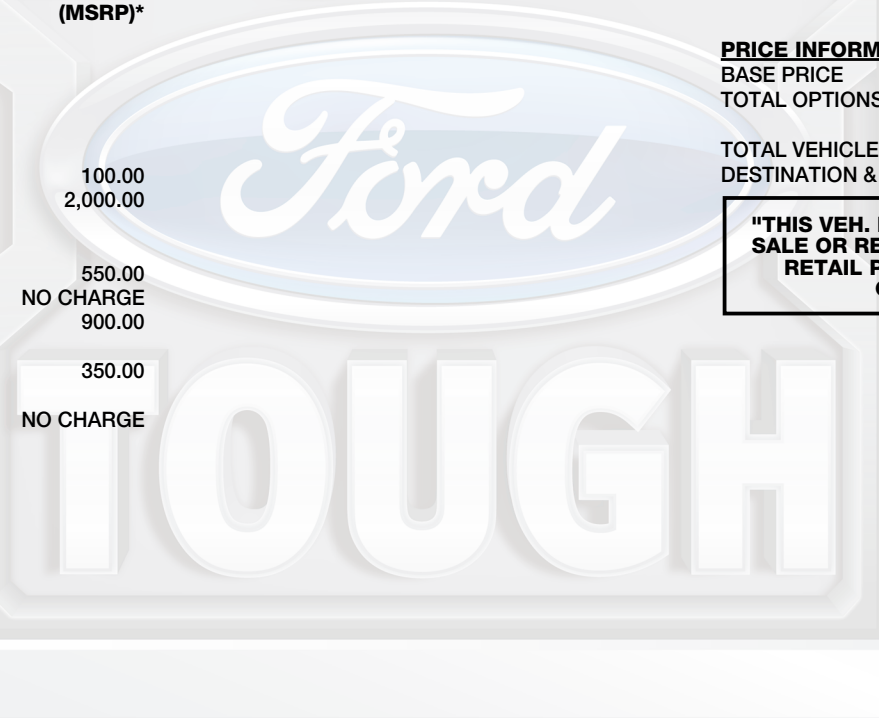 (MSRP)*
100.00
2,000.00
550.00
NO CHARGE
900.00
350.00
NO CHARGE
PRICE INFORM
BASE PRICE
TOTAL OPTIONS
TOTAL VEHICLE
DESTINATION &
"THIS VEH.
SALE OR RE
RETAIL P
Ford
TOUGH